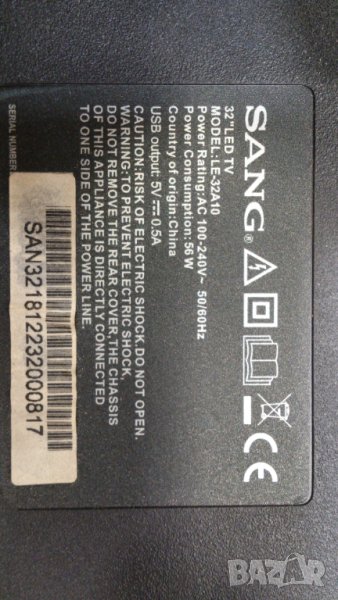 SANG®
32"LED TV
MODEL:LE-32A10
Power Rating:AC 100-240V~ 50/60Hz
Power Consumption: 56W
Country of origin:China
USB output: 5V 0.5A
CAUTION:RISK OF ELECTRIC SHOCK.DO NOT OPEN.
WARNING:TO PREVENT ELECTRIC SHOCK,
DO NOT REMOVE THE REAR COVER,THE CHASSIS
OF THIS APPLIANCE IS DIRECTLY CONNECTED
TO ONE SIDE OF THE POWER LINE.
SERIAL NUMBER
SAN321812232000817
CE
BAZAR